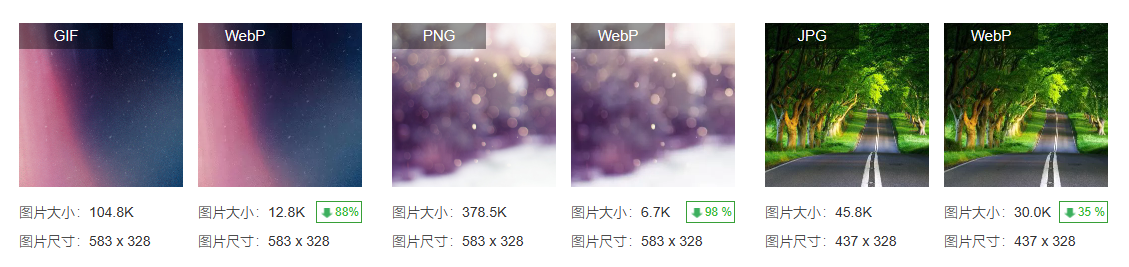 GIF
WebP
PNG
WebP
JPG
WebP
图片大小：104.8K
图片大小：12.8K 88%
图片大小：378.5K
图片大小：6.7K 98 %
图片大小：45.8K
图片大小：30.0K 35 %
图片尺寸：583 x 328
图片尺寸：583 x 328
图片尺寸：583 x 328
图片尺寸：583 x 328
图片尺寸：437 x 328
图片尺寸：437 x 328